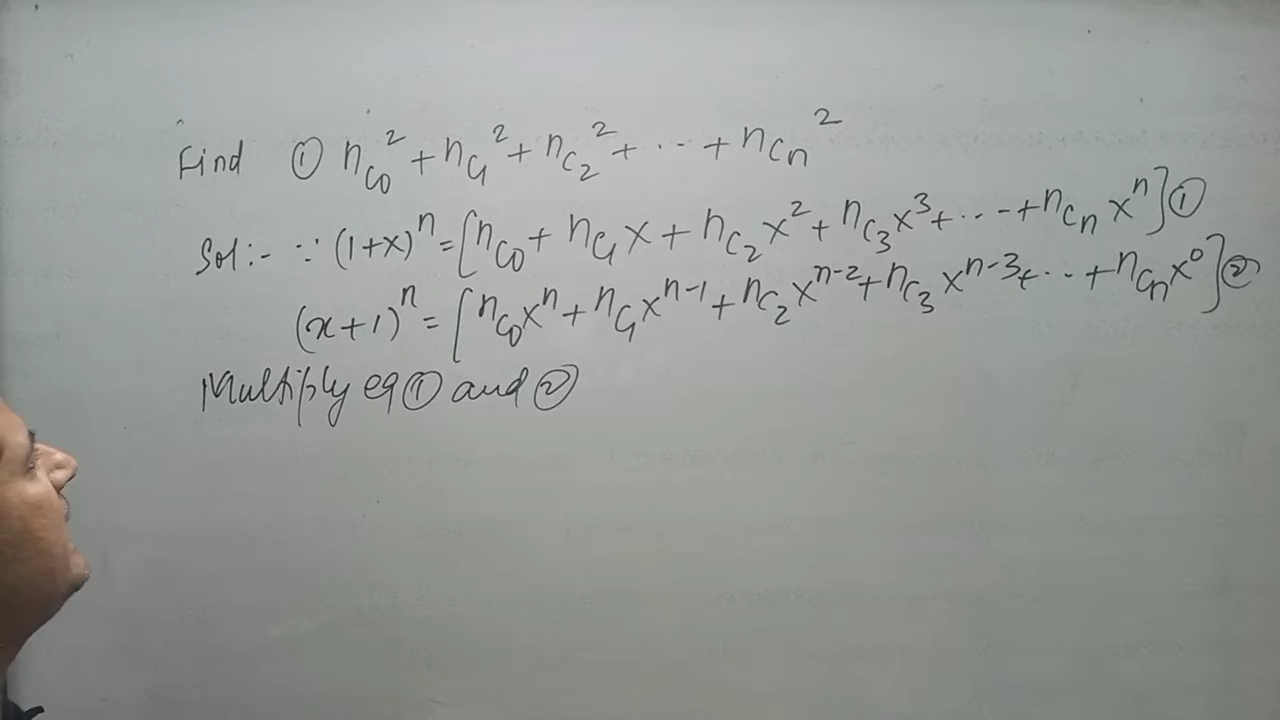 Find ① nC0² + nC1² + nC2² + ... + nCn²
Sol:- ∵ (1+x)ⁿ = [nC0 + nC1 x + nC2 x² + nC3 x³ + ... + nCn xⁿ] ①
(x+1)ⁿ = [nC0 xⁿ + nC1 xⁿ⁻¹ + nC2 xⁿ⁻² + nC3 xⁿ⁻³ + ... + nCn x⁰] ②
Multiply eq ① and ②